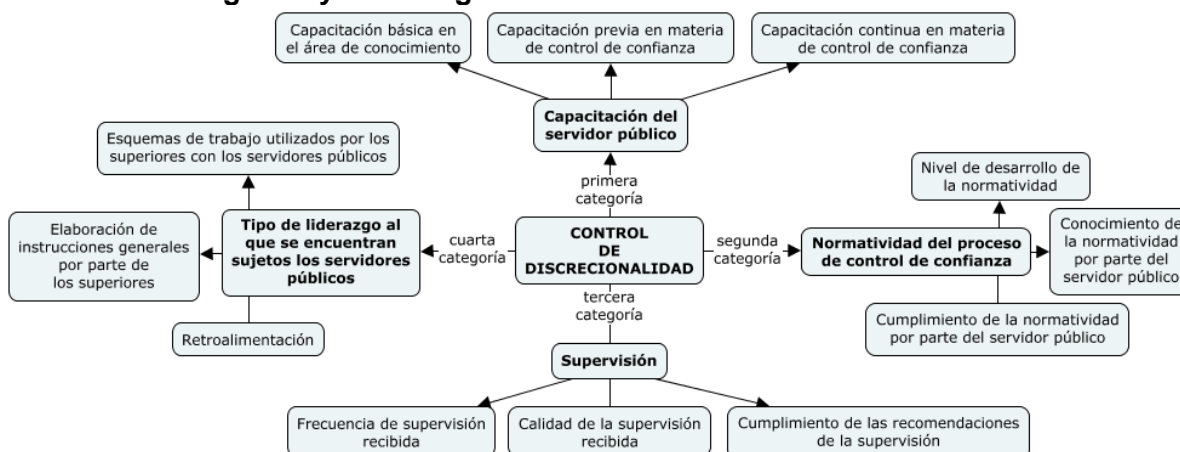 Capacitación básica en
el área de conocimiento
Capacitación previa en materia
de control de confianza
Capacitación continua en materia
de control de confianza
Capacitación del
servidor público
Esquemas de trabajo utilizados por los
superiores con los servidores públicos
primera
categoría
Nivel de desarrollo de
la normatividad
Elaboración de
instrucciones generales
por parte de
los superiores
Tipo de liderazgo al
que se encuentran
sujetos los servidores
públicos
cuarta
categoría
CONTROL
DE
DISCRECIONALIDAD
segunda
categoría
Normatividad del proceso
de control de confianza
Conocimiento de
la normatividad
por parte del
servidor público
tercera
categoría
Retroalimentación
Cumplimiento de la normatividad
por parte del servidor público
Supervisión
Frecuencia de supervisión
recibida
Calidad de la supervisión
recibida
Cumplimiento de las recomendaciones
de la supervisión